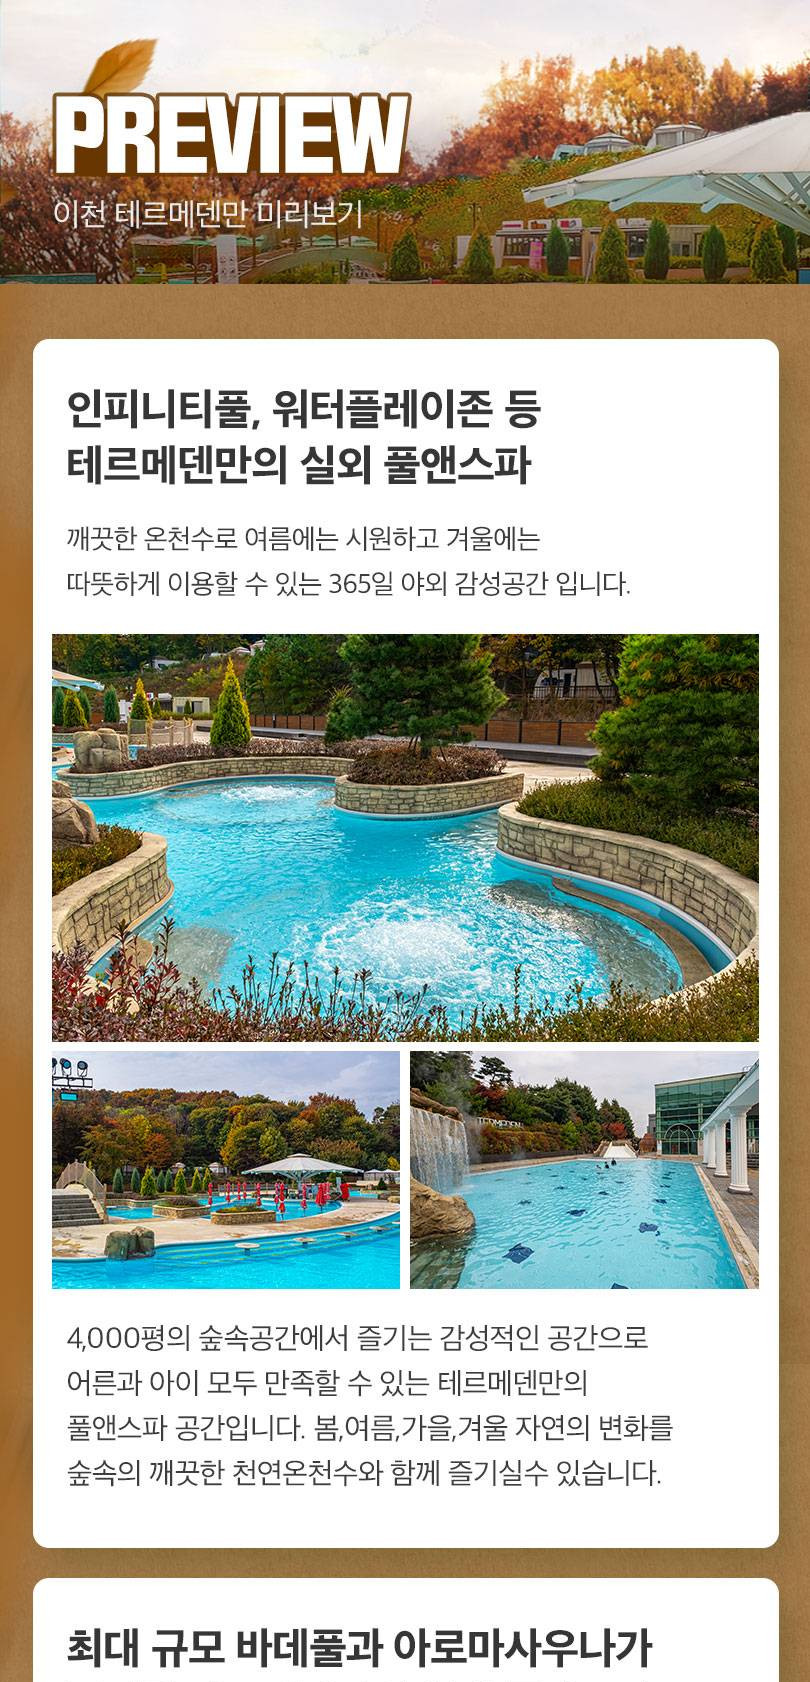 PREVIEW
이천 테르메덴만 미리보기
인피니티풀, 워터플레이존 등
테르메덴만의 실외 풀앤스파
깨끗한 온천수로 여름에는 시원하고 겨울에는
따뜻하게 이용할 수 있는 365일 야외 감성공간 입니다.
TERMEDEN
4,000평의 숲속공간에서 즐기는 감성적인 공간으로
어른과 아이 모두 만족할 수 있는 테르메덴만의
풀앤스파 공간입니다. 봄,여름,가을,겨울 자연의 변화를
숲속의 깨끗한 천연온천수와 함께 즐기실수 있습니다.
최대 규모 바데풀과 아로마사우나가